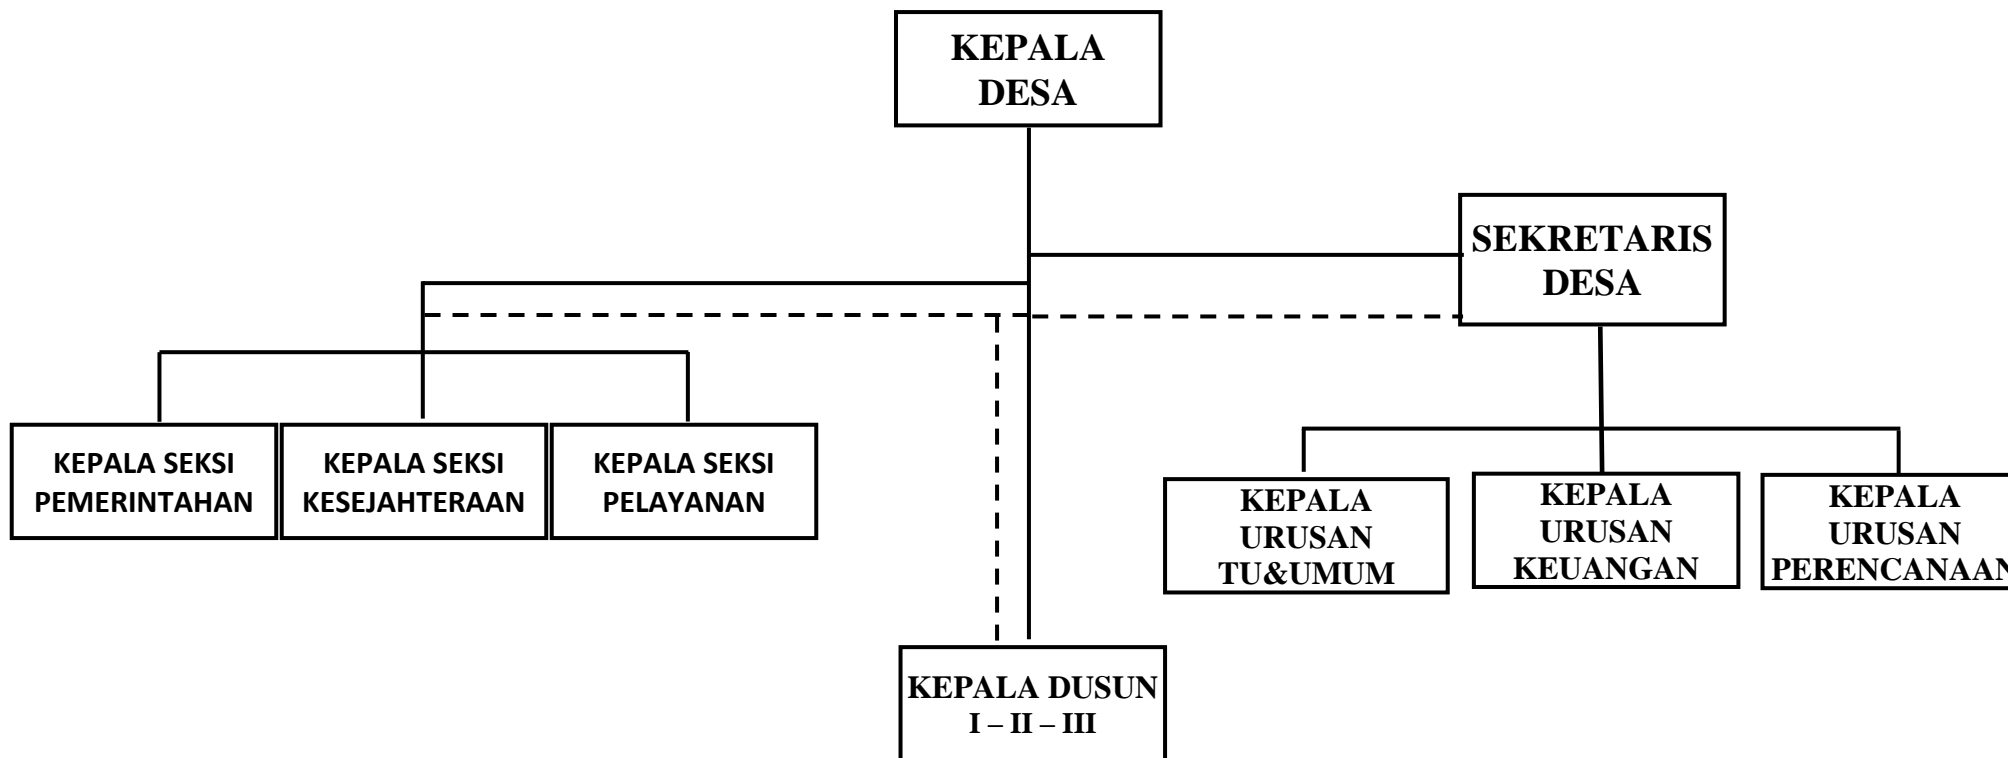 KEPALA
DESA
SEKRETARIS
DESA
KEPALA SEKSI
PEMERINTAHAN
KEPALA SEKSI
KESEJAHTERAAN
KEPALA SEKSI
PELAYANAN
KEPALA
URUSAN
TU&UMUM
KEPALA
URUSAN
KEUANGAN
KEPALA
URUSAN
PERENCANAAN
KEPALA DUSUN
I – II – III